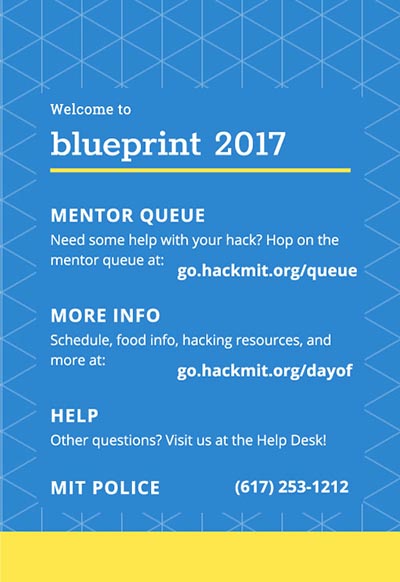 Welcome to
blueprint 2017
MENTOR QUEUE
Need some help with your hack? Hop on the
mentor queue at:
go.hackmit.org/queue
MORE INFO
Schedule, food info, hacking resources, and
more at:
go.hackmit.org/dayof
HELP
Other questions? Visit us at the Help Desk!
MIT POLICE (617) 253-1212